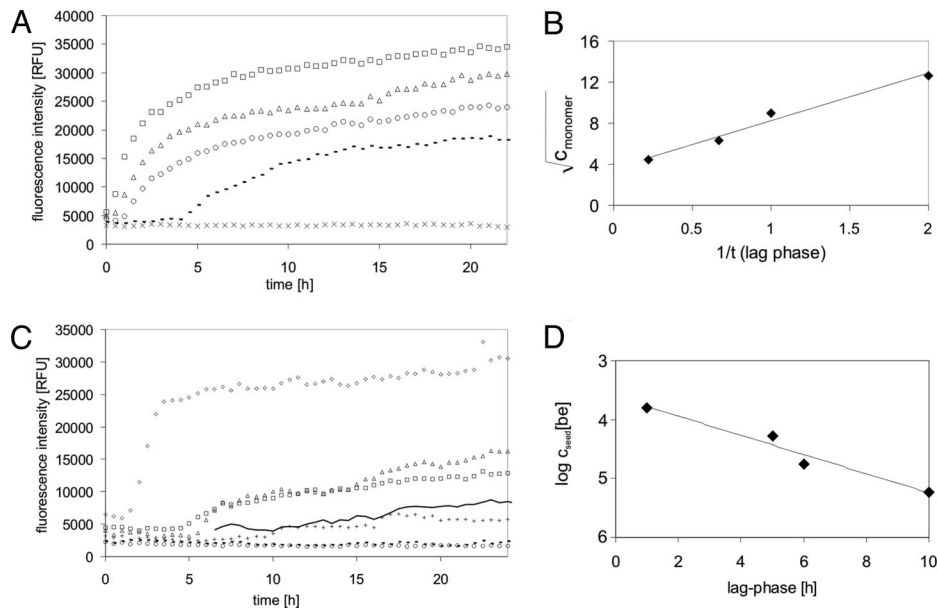 A
fluorescence intensity [RFU]
40000
35000
30000
25000
20000
15000
10000
5000
0
0 5 10 15 20
time [h]
B
√Cmonomer
16
12
8
4
0
0 0.5 1 1.5 2
1/t (lag phase)
C
fluorescence intensity [RFU]
35000
30000
25000
20000
15000
10000
5000
0
0 5 10 15 20
time [h]
D
log cseed[be]
3
4
5
6
0 2 4 6 8 10
lag-phase [h]